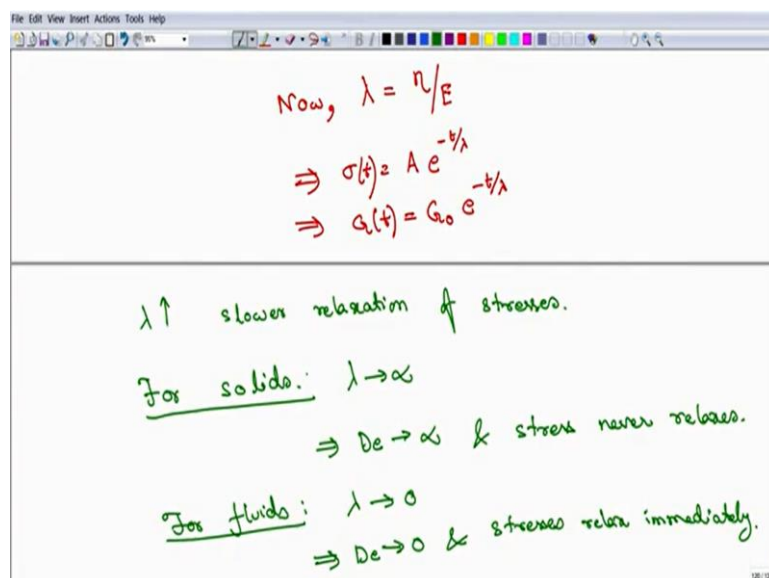 File Edit View Insert Actions Tools Help
Now, λ = η/E
⇒ σ(t) = A e^{-t/λ}
⇒ G(t) = G₀ e^{-t/λ}
λ↑ slower relaxation of stresses.
For solids: λ → ∝
⇒ De → ∝ & stress never relaxes.
For fluids: λ → 0
⇒ De → 0 & stresses relax immediately.